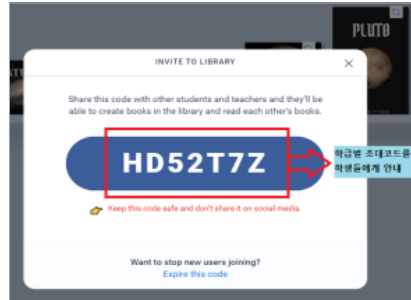 PLUTO
INVITE TO LIBRARY
Share this code with other students and teachers and they'll be
able to create books in the library and read each other's books.
HD52T7Z
학급별 초대코드를
학생들에게 안내
Keep this code safe and don't share it on social media.
Want to stop new users joining?
Expire this code